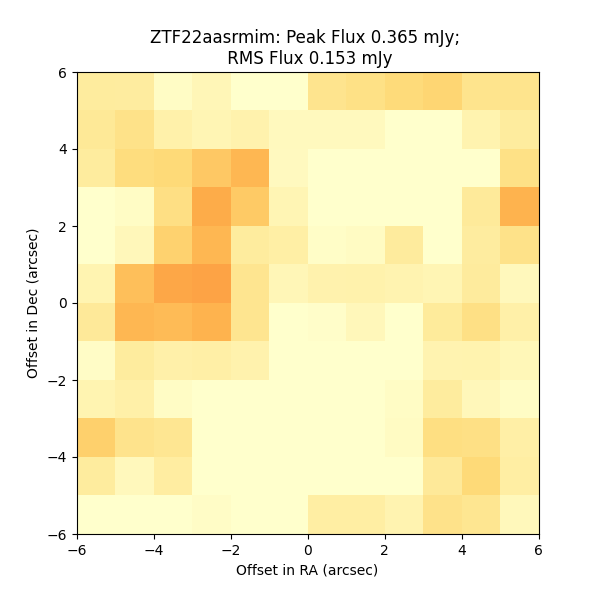 ZTF22aasrmim: Peak Flux 0.365 mJy;
RMS Flux 0.153 mJy
6
4
2
0
−2
−4
−6
Offset in Dec (arcsec)
−6 −4 −2 0 2 4 6
Offset in RA (arcsec)